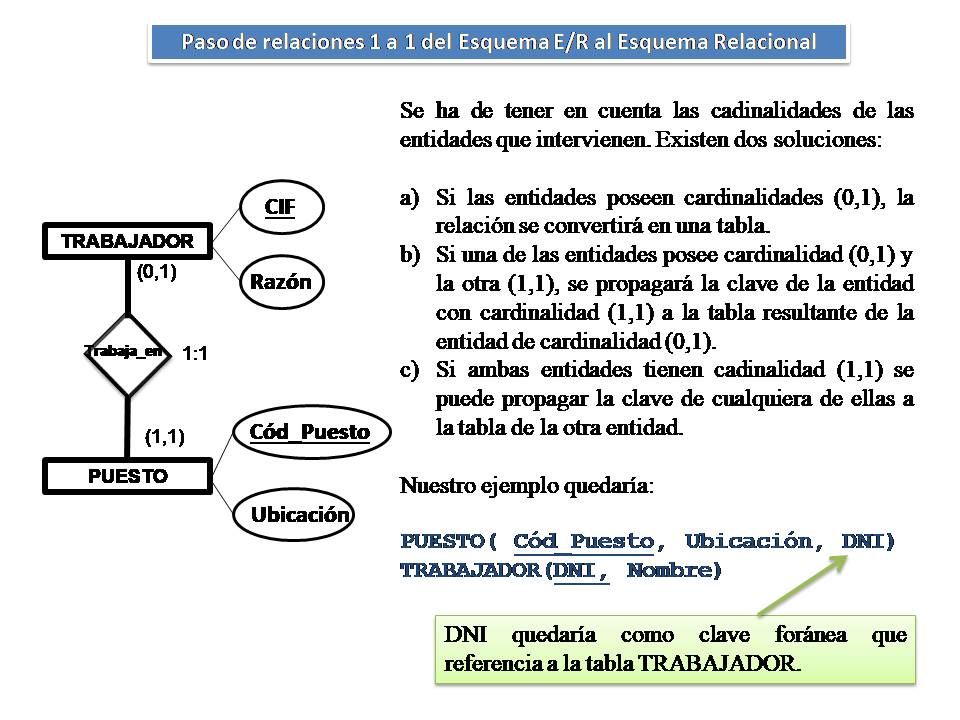 Paso de relaciones 1 a 1 del Esquema E/R al Esquema Relacional
Se ha de tener en cuenta las cadinalidades de las
entidades que intervienen. Existen dos soluciones:
a) Si las entidades poseen cardinalidades (0,1), la
relación se convertirá en una tabla.
b) Si una de las entidades posee cardinalidad (0,1) y
la otra (1,1), se propagará la clave de la entidad
con cardinalidad (1,1) a la tabla resultante de la
entidad de cardinalidad (0,1).
c) Si ambas entidades tienen cadinalidad (1,1) se
puede propagar la clave de cualquiera de ellas a
la tabla de la otra entidad.
Nuestro ejemplo quedaría:
PUESTO( Cód_Puesto, Ubicación, DNI)
TRABAJADOR(DNI, Nombre)
DNI quedaría como clave foránea que
referencia a la tabla TRABAJADOR.
CIF
TRABAJADOR
(0,1)
Razón
Trabaja_en
1:1
(1,1)
Cód_Puesto
PUESTO
Ubicación